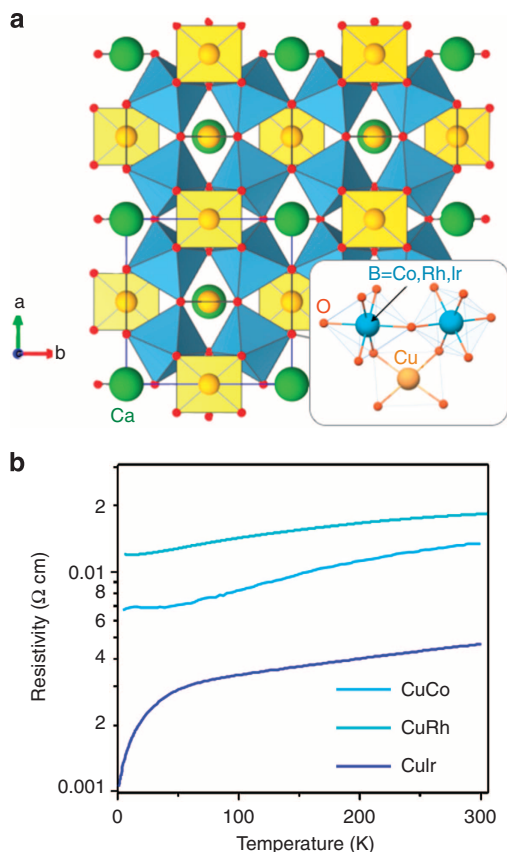 a
B=Co,Rh,Ir
O
Cu
a
b
Ca
b
2
0.01
8
6
4
2
0.001
Resistivity (Ω cm)
CuCo
CuRh
CuIr
0 100 200 300
Temperature (K)